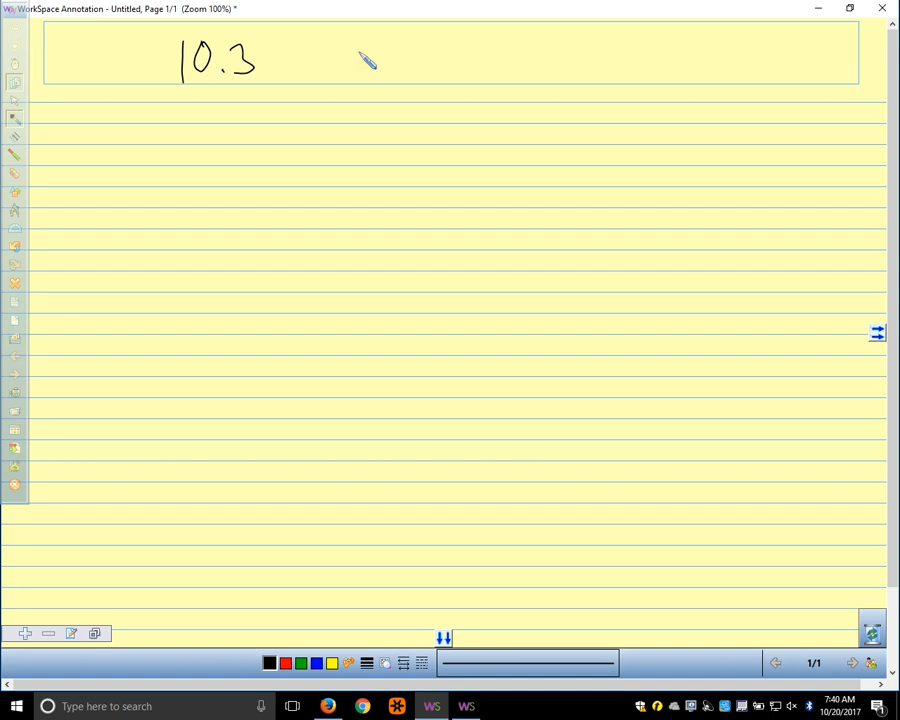 WorkSpace Annotation - Untitled, Page 1/1 (Zoom 100%) *
10.3
1/1
Type here to search
WS
WS
7:40 AM
10/20/2017